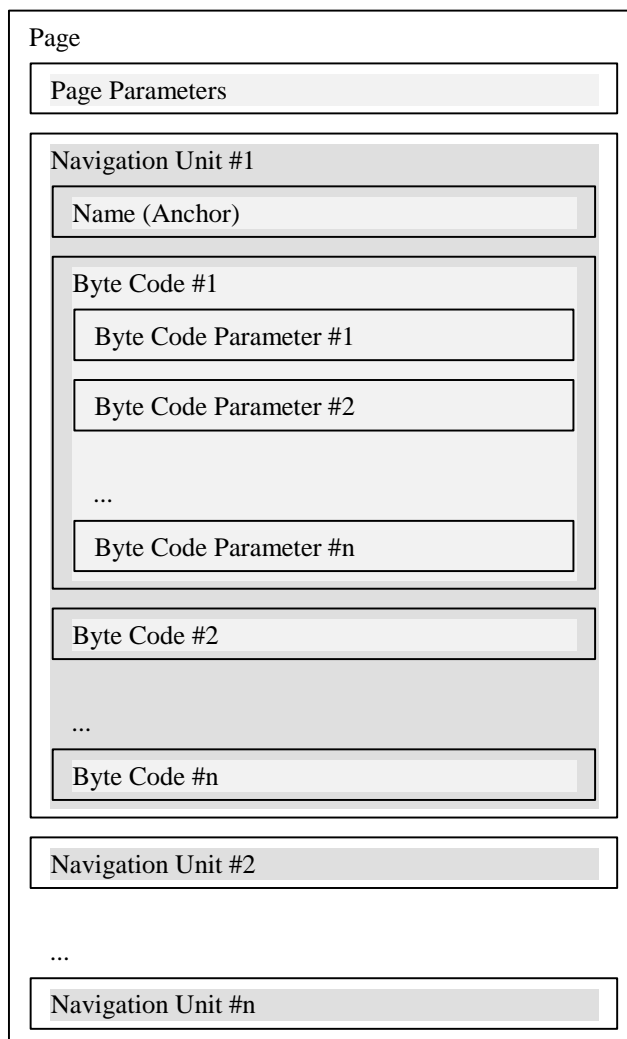 Page
Page Parameters
Navigation Unit #1
Name (Anchor)
Byte Code #1
Byte Code Parameter #1
Byte Code Parameter #2
...
Byte Code Parameter #n
Byte Code #2
...
Byte Code #n
Navigation Unit #2
...
Navigation Unit #n